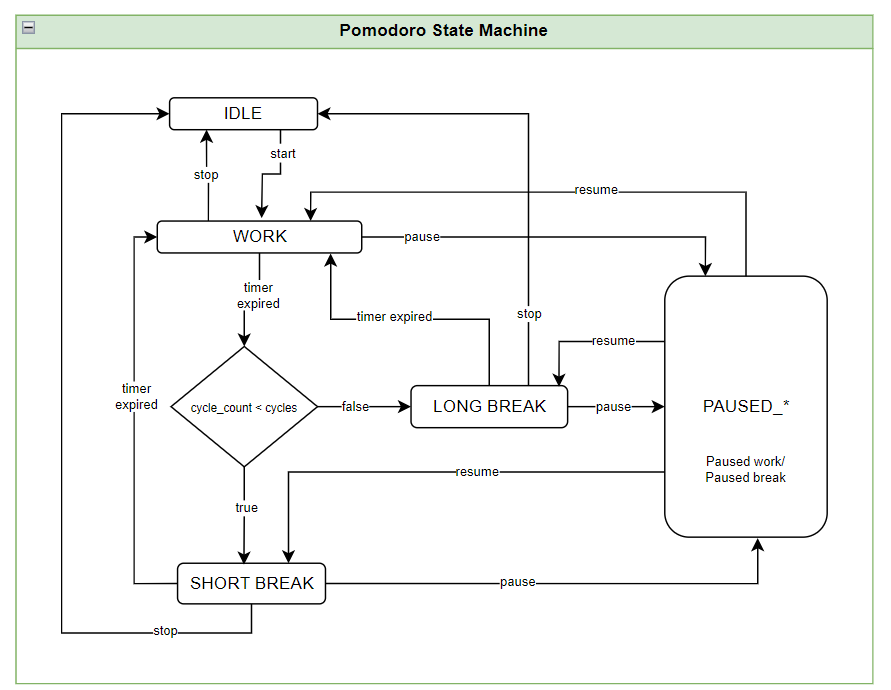 Pomodoro State Machine
IDLE
start
stop
resume
WORK
pause
timer
expired
timer expired
stop
resume
timer
expired
cycle_count < cycles
false
LONG BREAK
pause
PAUSED_*
Paused work/
Paused break
resume
true
SHORT BREAK
pause
stop